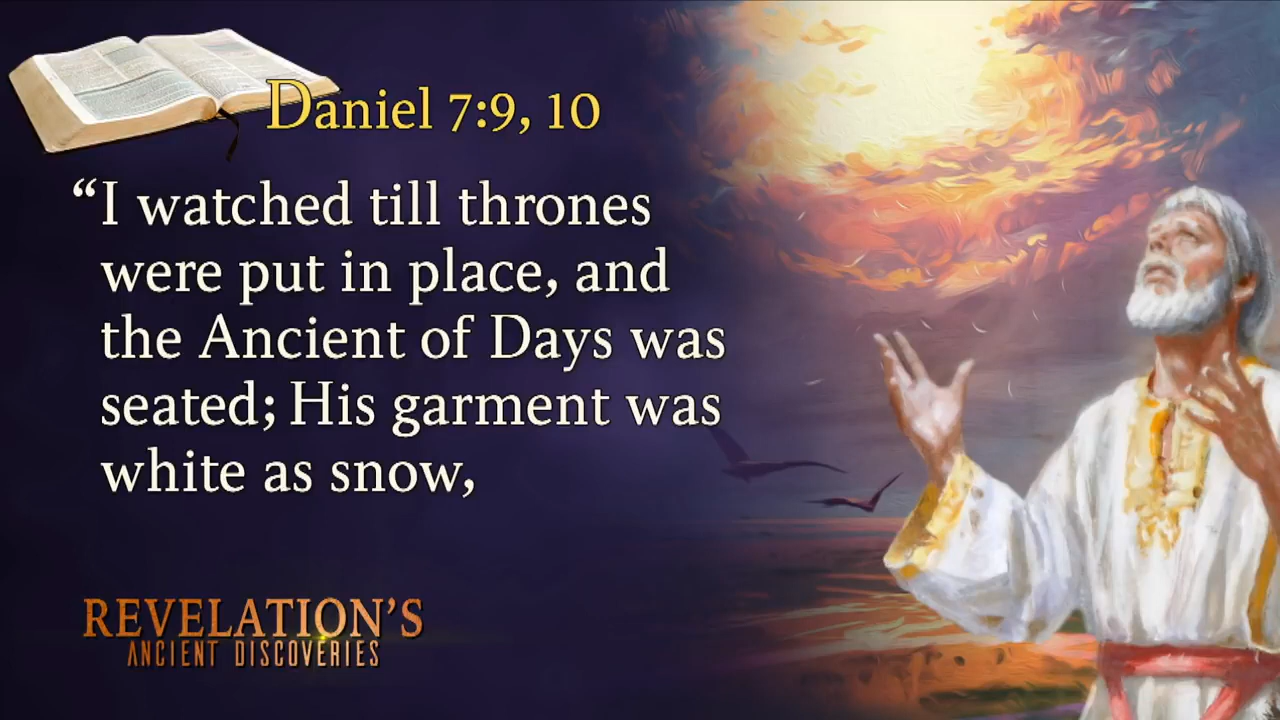 Daniel 7:9, 10
“I watched till thrones
were put in place, and
the Ancient of Days was
seated; His garment was
white as snow,
REVELATION’S
ANCIENT DISCOVERIES